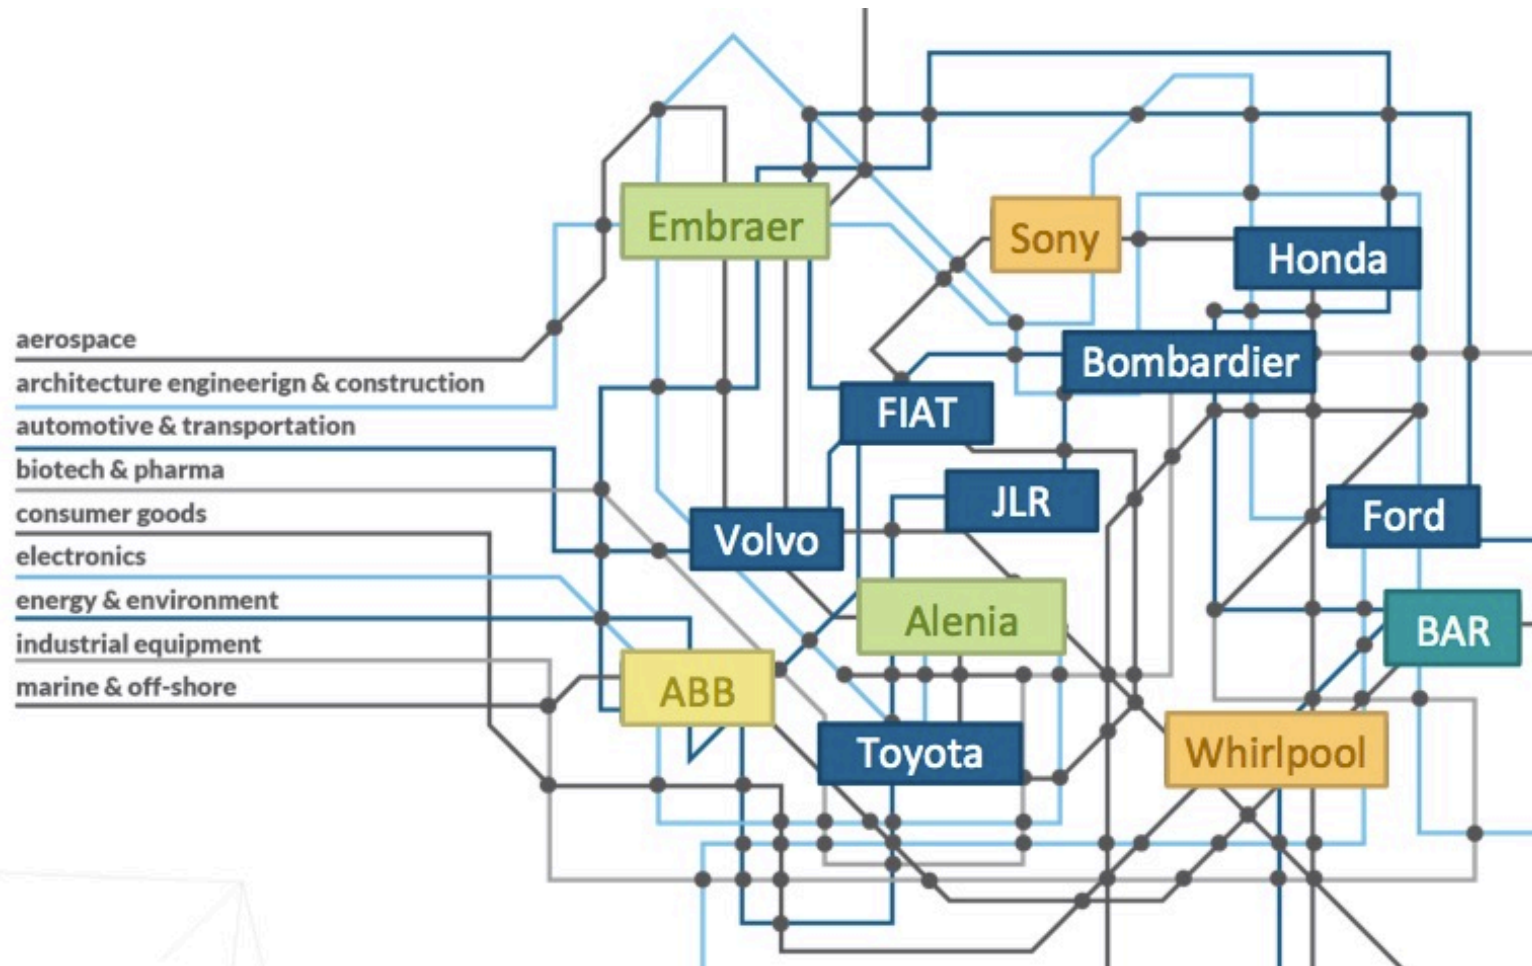 aerospace
architecture engineerign & construction
automotive & transportation
biotech & pharma
consumer goods
electronics
energy & environment
industrial equipment
marine & off-shore
Embraer
Sony
Honda
Bombardier
FIAT
JLR
Ford
Volvo
Alenia
BAR
ABB
Toyota
Whirlpool